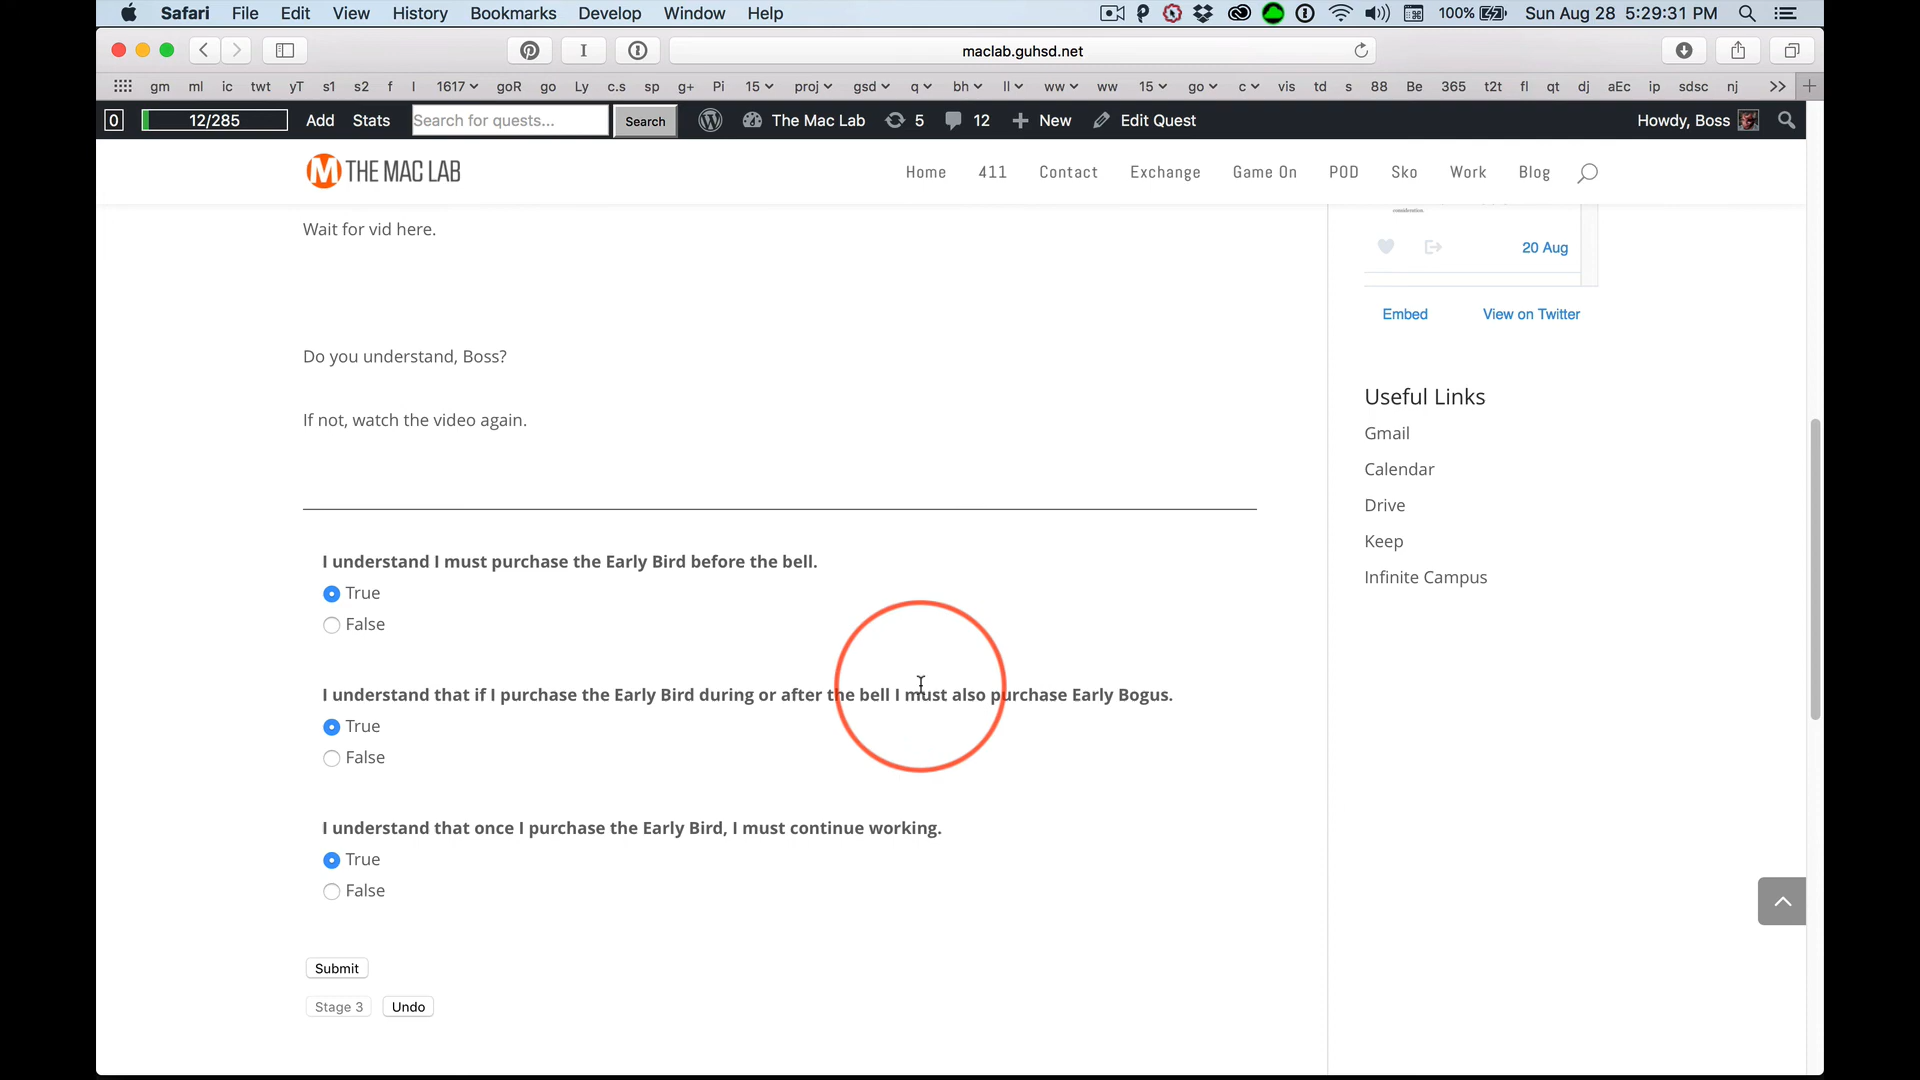 Safari File Edit View History Bookmarks Develop Window Help 100% Sun Aug 28 5:29:31 PM
maclab.guhsd.net
gm ml ic twt yT s1 s2 f I 1617 goR go Ly c.s sp g+ Pi 15 proj gsd q bh ll ww ww 15 go c vis td s 88 Be 365 t2t fl qt dj aEc ip sdsc nj
0 12/285 Add Stats Search for quests... Search The Mac Lab 5 12 New Edit Quest Howdy, Boss
M THE MAC LAB Home 411 Contact Exchange Game On POD Sko Work Blog
consideration.
Wait for vid here.
20 Aug
Embed View on Twitter
Do you understand, Boss?
If not, watch the video again.
Useful Links
Gmail
Calendar
Drive
Keep
Infinite Campus
I understand I must purchase the Early Bird before the bell.
True
False
I understand that if I purchase the Early Bird during or after the bell I must also purchase Early Bogus.
True
False
I understand that once I purchase the Early Bird, I must continue working.
True
False
Submit
Stage 3 Undo